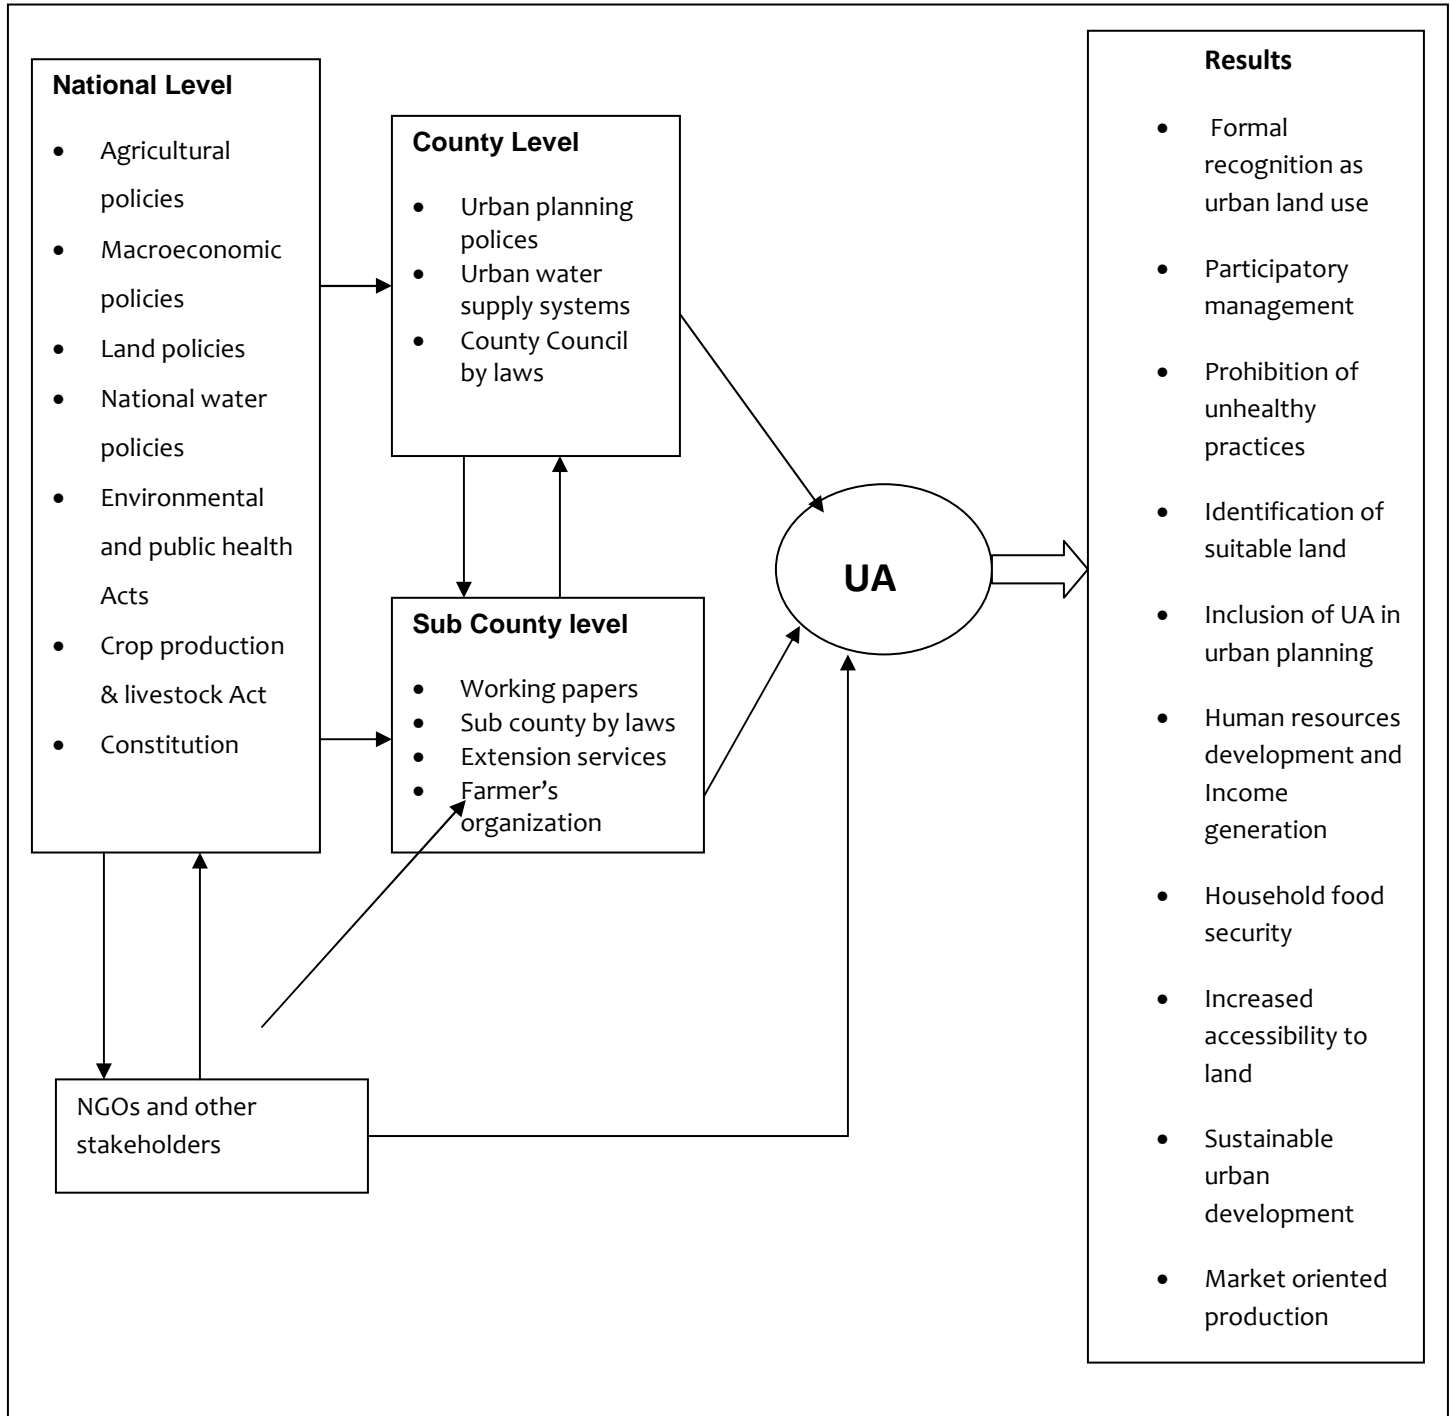 National Level
• Agricultural
policies
• Macroeconomic
policies
• Land policies
• National water
policies
• Environmental
and public health
Acts
• Crop production
& livestock Act
• Constitution
County Level
• Urban planning
polices
• Urban water
supply systems
• County Council
by laws
Sub County level
• Working papers
• Sub county by laws
• Extension services
• Farmer’s
organization
NGOs and other
stakeholders
UA
Results
• Formal
recognition as
urban land use
• Participatory
management
• Prohibition of
unhealthy
practices
• Identification of
suitable land
• Inclusion of UA in
urban planning
• Human resources
development and
Income
generation
• Household food
security
• Increased
accessibility to
land
• Sustainable
urban
development
• Market oriented
production